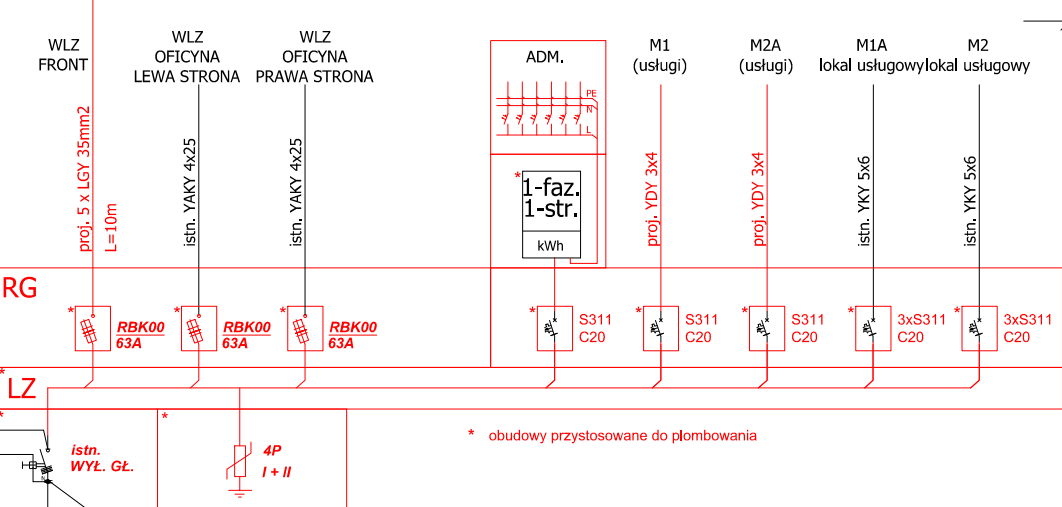 WLZ
FRONT
WLZ
OFICYNA
LEWA STRONA
WLZ
OFICYNA
PRAWA STRONA
ADM.
M1
(usługi)
M2A
(usługi)
M1A
lokal usługowy
M2
lokal usługowy
PE
N
L
proj. 5 x LGY 35mm2
L=10m
istn. YAKY 4x25
istn. YAKY 4x25
*
1-faz.
1-str.
kWh
proj. YDY 3x4
proj. YDY 3x4
istn. YKY 5x6
istn. YKY 5x6
RG
* RBK00
63A
* RBK00
63A
* RBK00
63A
* S311
C20
* S311
C20
* S311
C20
* 3xS311
C20
* 3xS311
C20
*
LZ
*
istn.
WYŁ. GŁ.
*
4P
I + II
* obudowy przystosowane do plombowania